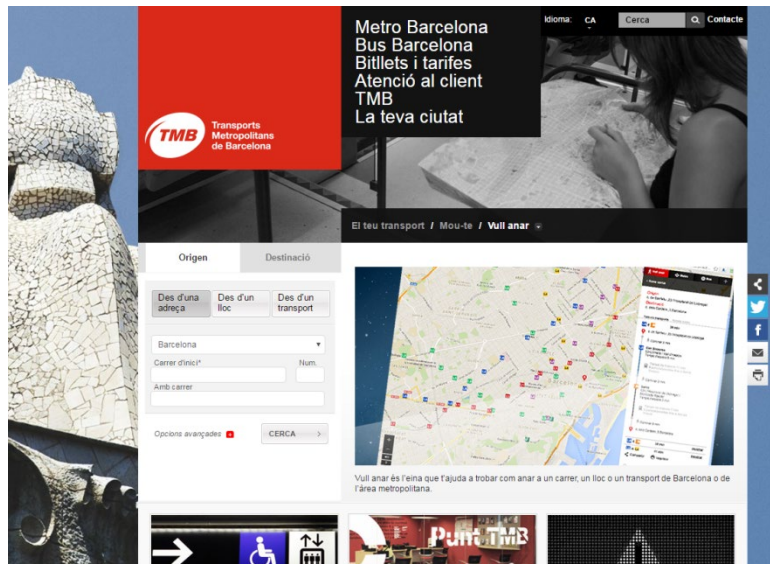 Metro Barcelona
Bus Barcelona
Bitllets i tarifes
Atenció al client
TMB
La teva ciutat
Idioma: CA Cerca Contacte
TMB
Transports
Metropolitans
de Barcelona
El teu transport / Mou-te / Vull anar
Origen Destinació
Des d'una
adreça
Des d'un
lloc
Des d'un
transport
Barcelona
Carrer d'inici* Num.
Amb carrer
Opcions avançades CERCA
Vull anar és l'eina que t'ajuda a trobar com anar a un carrer, un lloc o un transport de Barcelona o de
l'área metropolitana.
Punt TMB